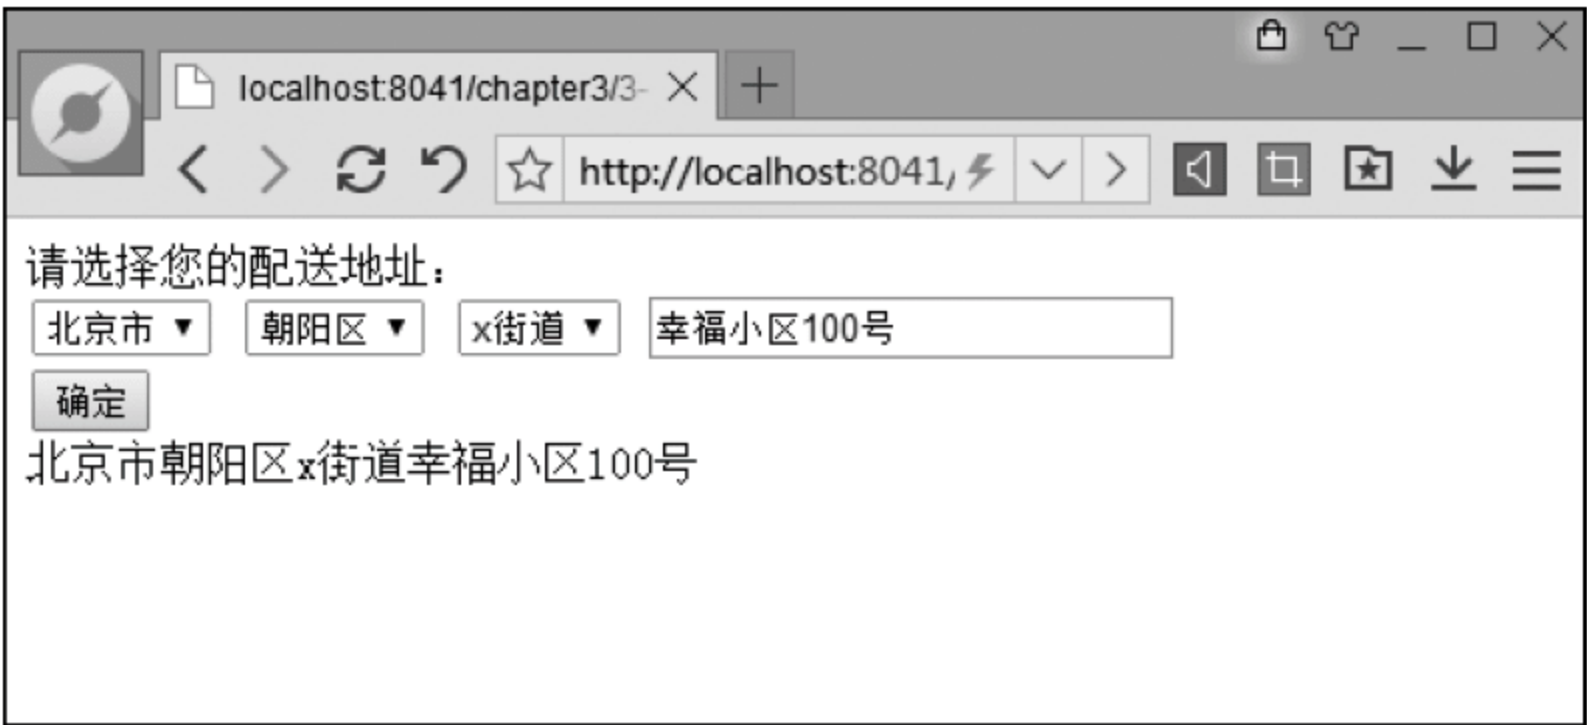 localhost:8041/chapter3/3-
http://localhost:8041/
请选择您的配送地址：
北京市 朝阳区 x街道 幸福小区100号
确定
北京市朝阳区x街道幸福小区100号